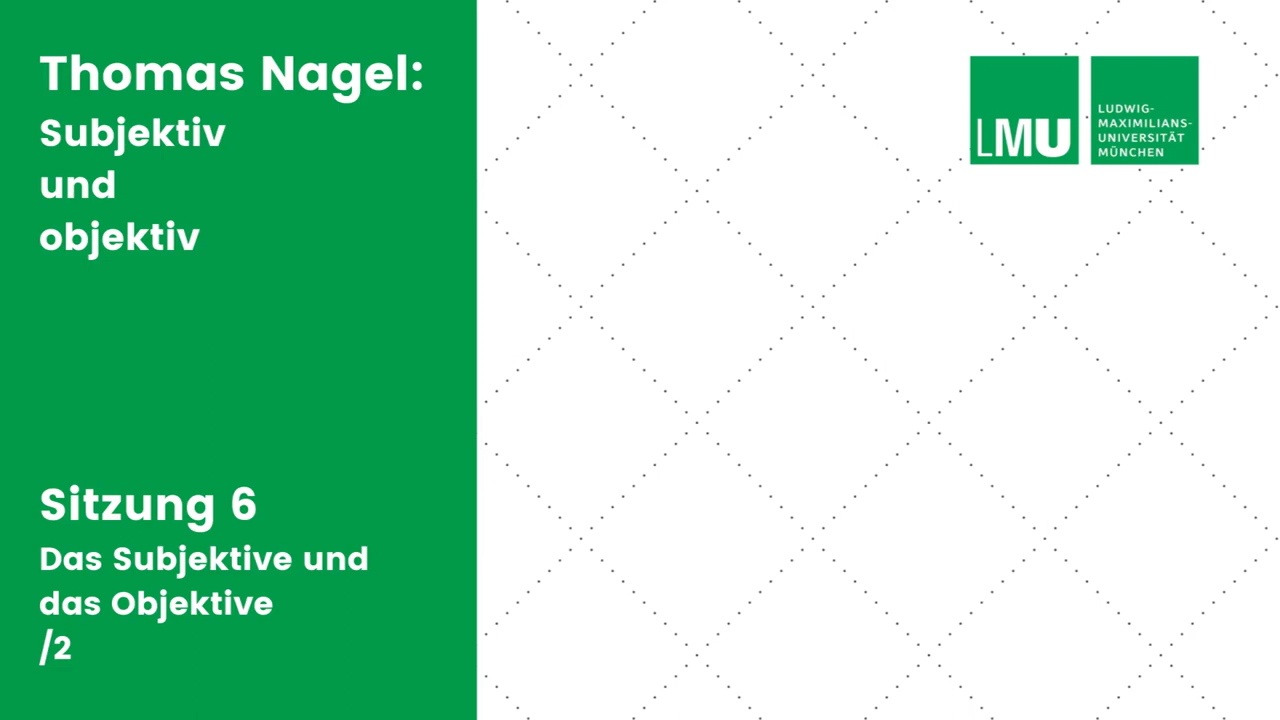 Thomas Nagel:
Subjektiv
und
objektiv
LMU
LUDWIG-
MAXIMILIANS-
UNIVERSITÄT
MÜNCHEN
Sitzung 6
Das Subjektive und
das Objektive
/2